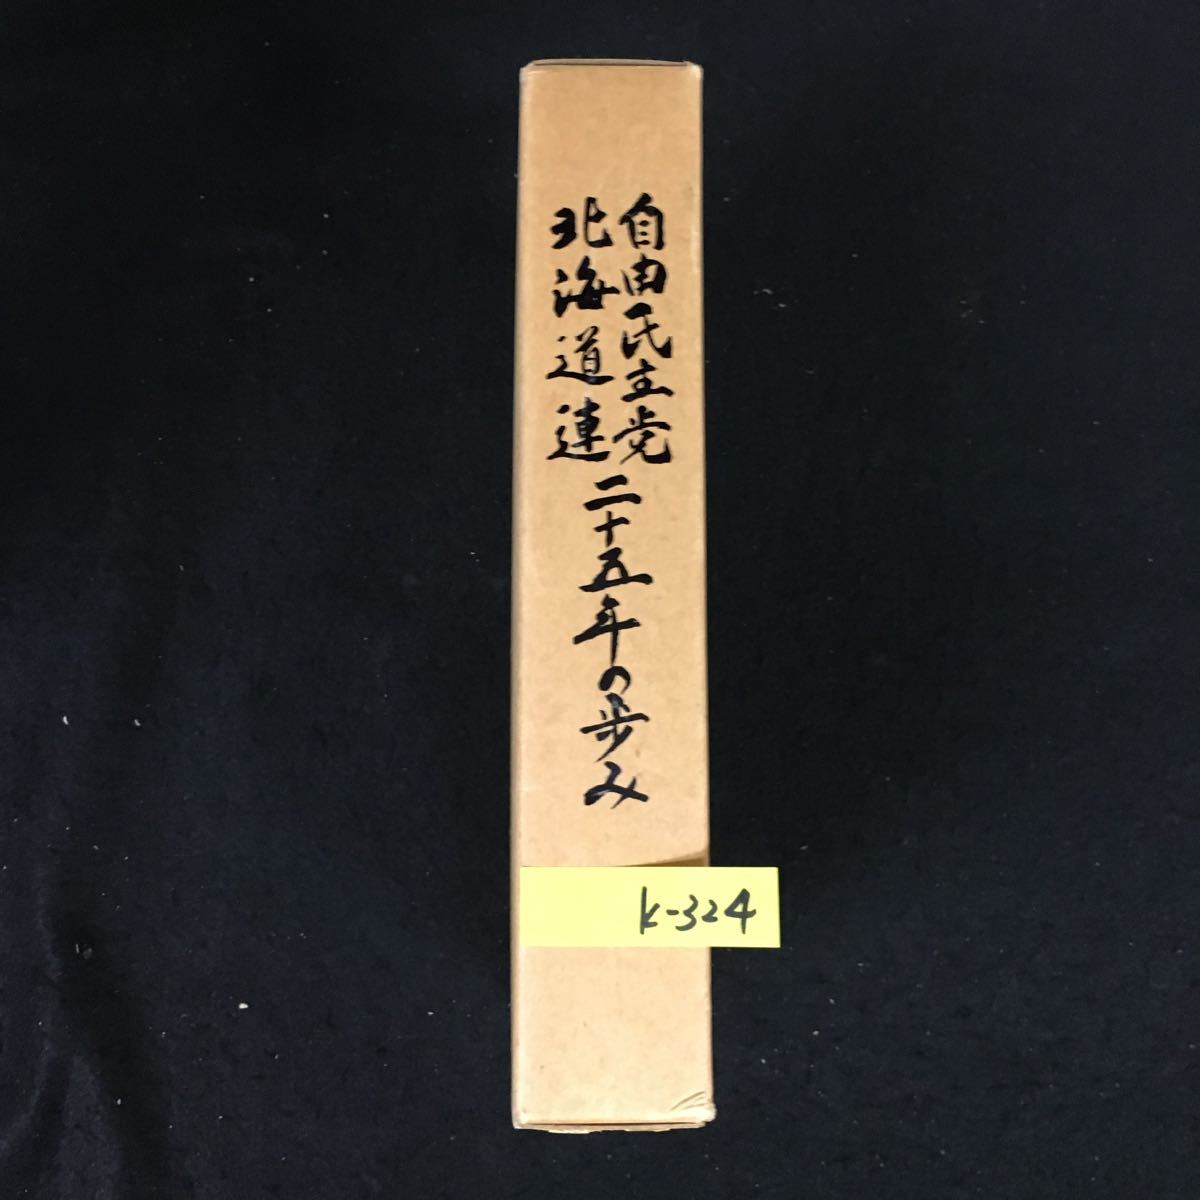 自由民主党
北海道連
二十五年の歩み
k-324